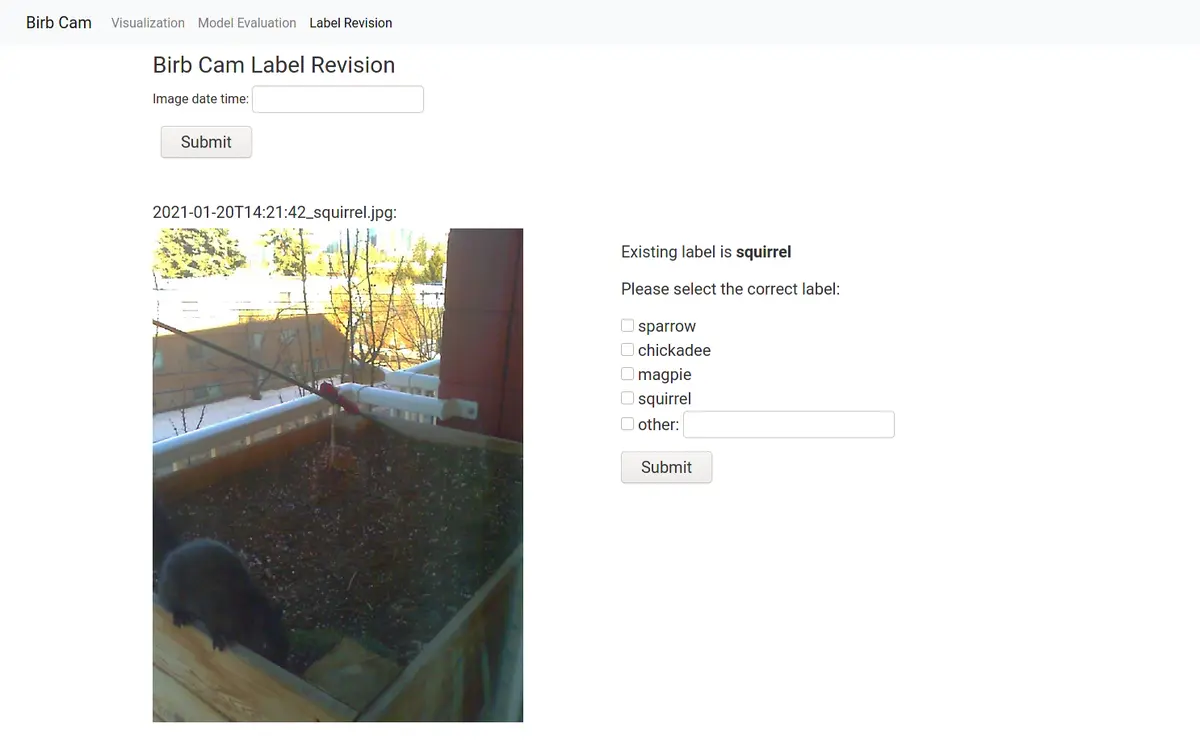 Birb Cam Visualization Model Evaluation Label Revision
Birb Cam Label Revision
Image date time:
Submit
2021-01-20T14:21:42_squirrel.jpg:
Existing label is squirrel
Please select the correct label:
sparrow
chickadee
magpie
squirrel
other:
Submit